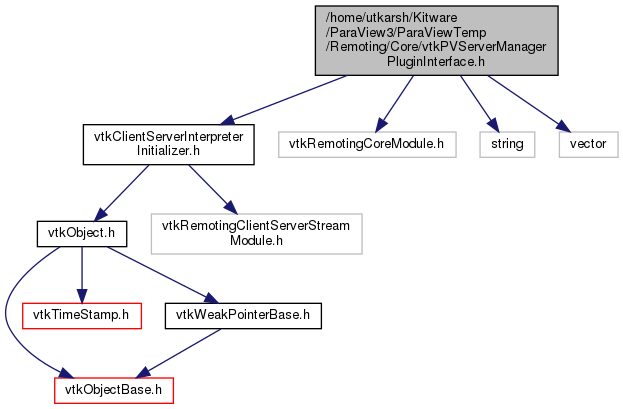 /home/utkarsh/Kitware
/ParaView3/ParaViewTemp
/Remoting/Core/vtkPVServerManager
PluginInterface.h
vtkClientServerInterpreter
Initializer.h
vtkRemotingCoreModule.h
string
vector
vtkObject.h
vtkRemotingClientServerStream
Module.h
vtkTimeStamp.h
vtkWeakPointerBase.h
vtkObjectBase.h